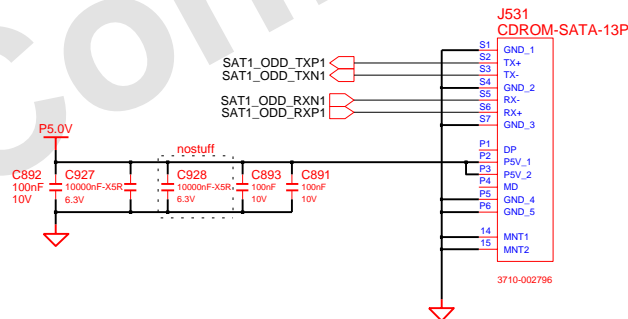 J531
CDROM-SATA-13P
S1 GND_1
SAT1_ODD_TXP1 S2 TX+
SAT1_ODD_TXN1 S3 TX-
S4 GND_2
SAT1_ODD_RXN1 S5 RX-
SAT1_ODD_RXP1 S6 RX+
S7 GND_3
P5.0V
nostuff
P1 DP
P2 P5V_1
P3 P5V_2
P4 MD
P5 GND_4
P6 GND_5
C892
100nF
10V
C927
10000nF-X5R
6.3V
C928
10000nF-X5R
6.3V
C893
100nF
10V
C891
100nF
10V
14 MNT1
15 MNT2
3710-002796